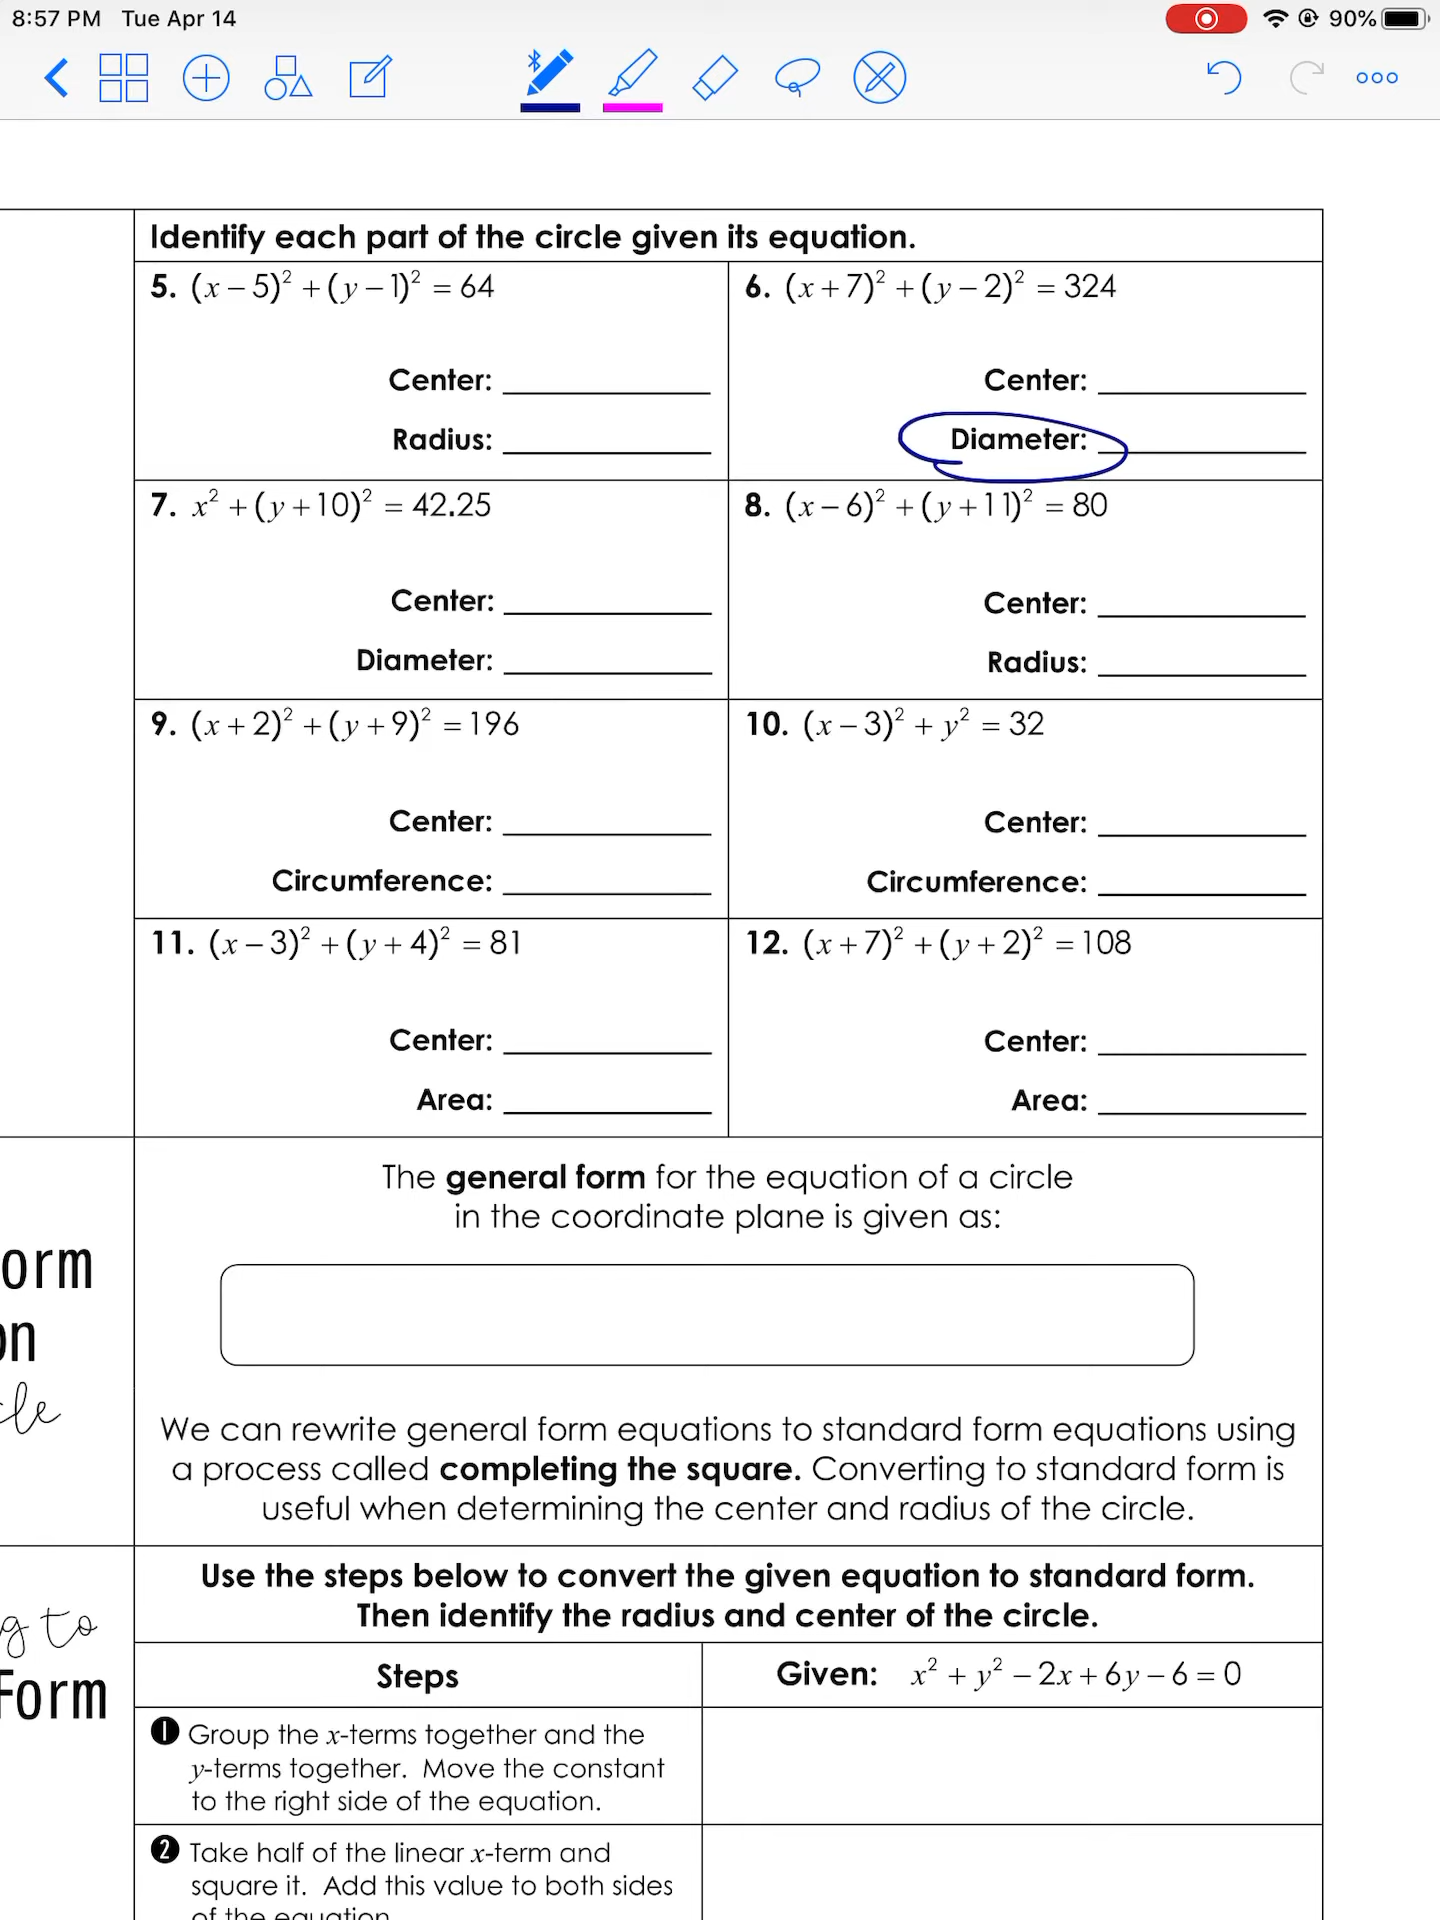 8:57 PM Tue Apr 14 90%
Identify each part of the circle given its equation.
5. (x − 5)² + (y − 1)² = 64
Center:
Radius:
6. (x + 7)² + (y − 2)² = 324
Center:
Diameter:
7. x² + (y + 10)² = 42.25
Center:
Diameter:
8. (x − 6)² + (y + 11)² = 80
Center:
Radius:
9. (x + 2)² + (y + 9)² = 196
Center:
Circumference:
10. (x − 3)² + y² = 32
Center:
Circumference:
11. (x − 3)² + (y + 4)² = 81
Center:
Area:
12. (x + 7)² + (y + 2)² = 108
Center:
Area:
orm
on
cle
The general form for the equation of a circle
in the coordinate plane is given as:
We can rewrite general form equations to standard form equations using
a process called completing the square. Converting to standard form is
useful when determining the center and radius of the circle.
g to
Form
Use the steps below to convert the given equation to standard form.
Then identify the radius and center of the circle.
Steps
Given: x² + y² − 2x + 6y − 6 = 0
1 Group the x-terms together and the
y-terms together. Move the constant
to the right side of the equation.
2 Take half of the linear x-term and
square it. Add this value to both sides
of the equation.